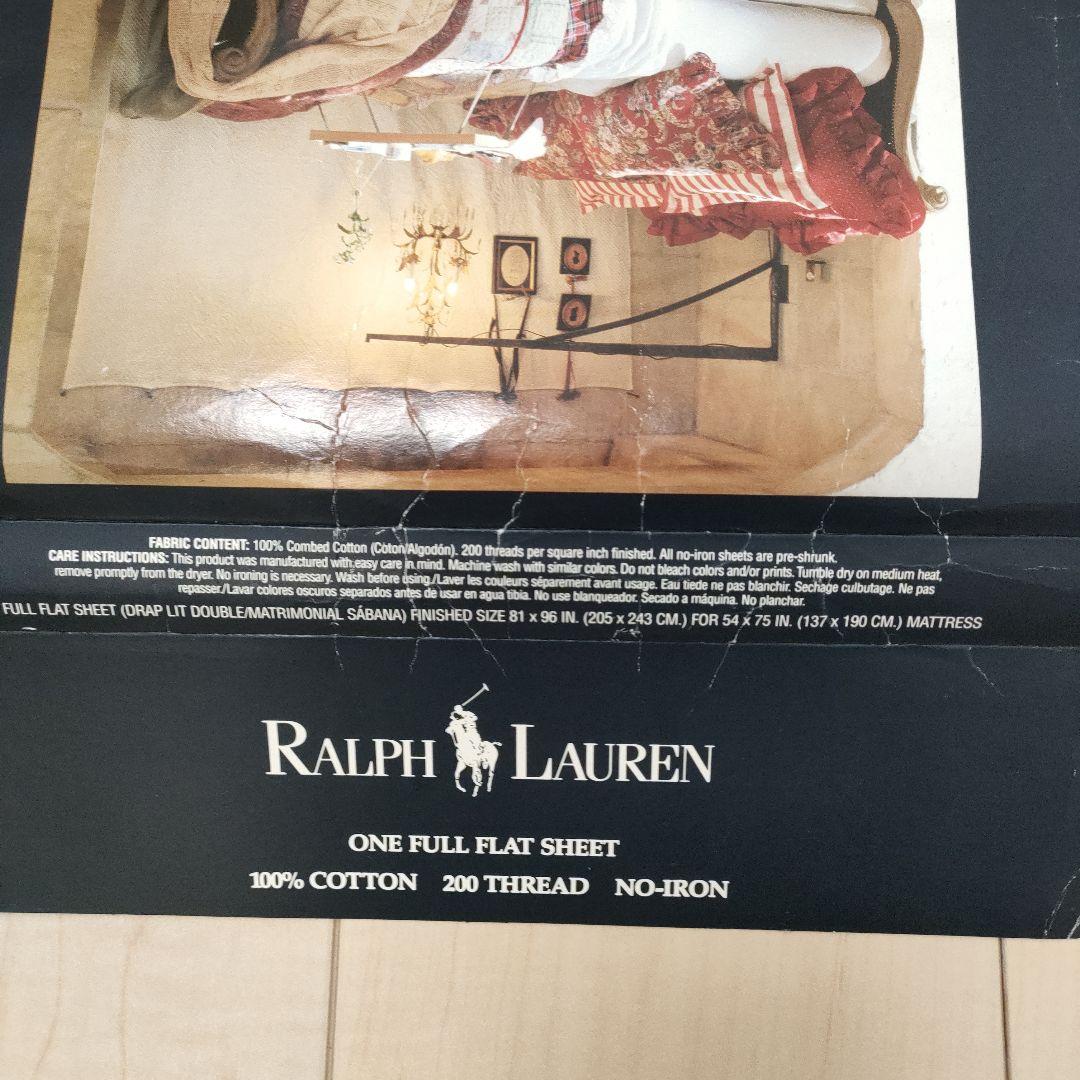 FABRIC CONTENT: 100% Combed Cotton (Coton/Algodón). 200 threads per square inch finished. All no-iron sheets are pre-shrunk.
CARE INSTRUCTIONS: This product was manufactured with easy care in mind. Machine wash with similar colors. Do not bleach colors and/or prints. Tumble dry on medium heat,
remove promptly from the dryer. No ironing is necessary. Wash before using./Laver les couleurs séparement avant usage. Eau tiede ne pas blanchir. Sechage culbutage. Ne pas
repasser/Lavar colores oscuros separados antes de usar en agua tibia. No use blanqueador. Secado a máquina. No planchar.
FULL FLAT SHEET (DRAP LIT DOUBLE/MATRIMONIAL SÁBANA) FINISHED SIZE 81 x 96 IN. (205 x 243 CM.) FOR 54 x 75 IN. (137 x 190 CM.) MATTRESS
RALPH LAUREN
ONE FULL FLAT SHEET
100% COTTON 200 THREAD NO-IRON